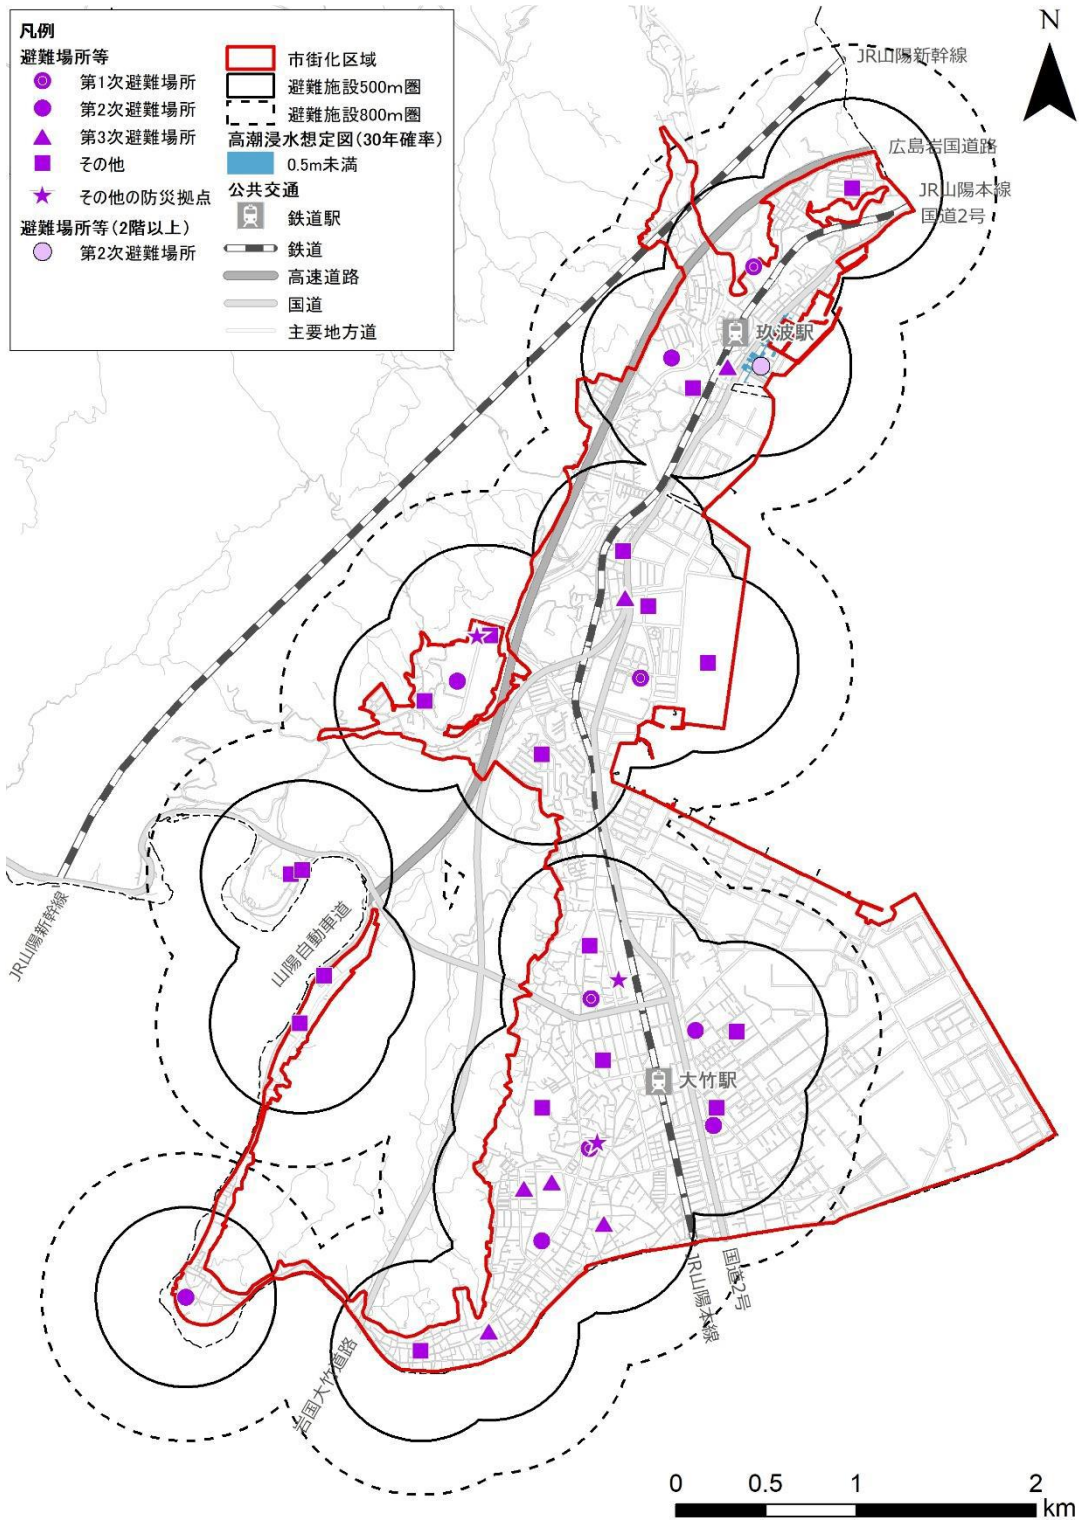 凡例
避難場所等
第1次避難場所
第2次避難場所
第3次避難場所
その他
その他の防災拠点
避難場所等(2階以上)
第2次避難場所
市街化区域
避難施設500m圏
避難施設800m圏
高潮浸水想定図(30年確率)
0.5m未満
公共交通
鉄道駅
鉄道
高速道路
国道
主要地方道
N
JR山陽新幹線
広島岩国道路
JR山陽本線
国道2号
玖波駅
JR山陽新幹線
山陽自動車道
大竹駅
JR山陽本線
国道2号
岩国大竹道路
0 0.5 1 2
km